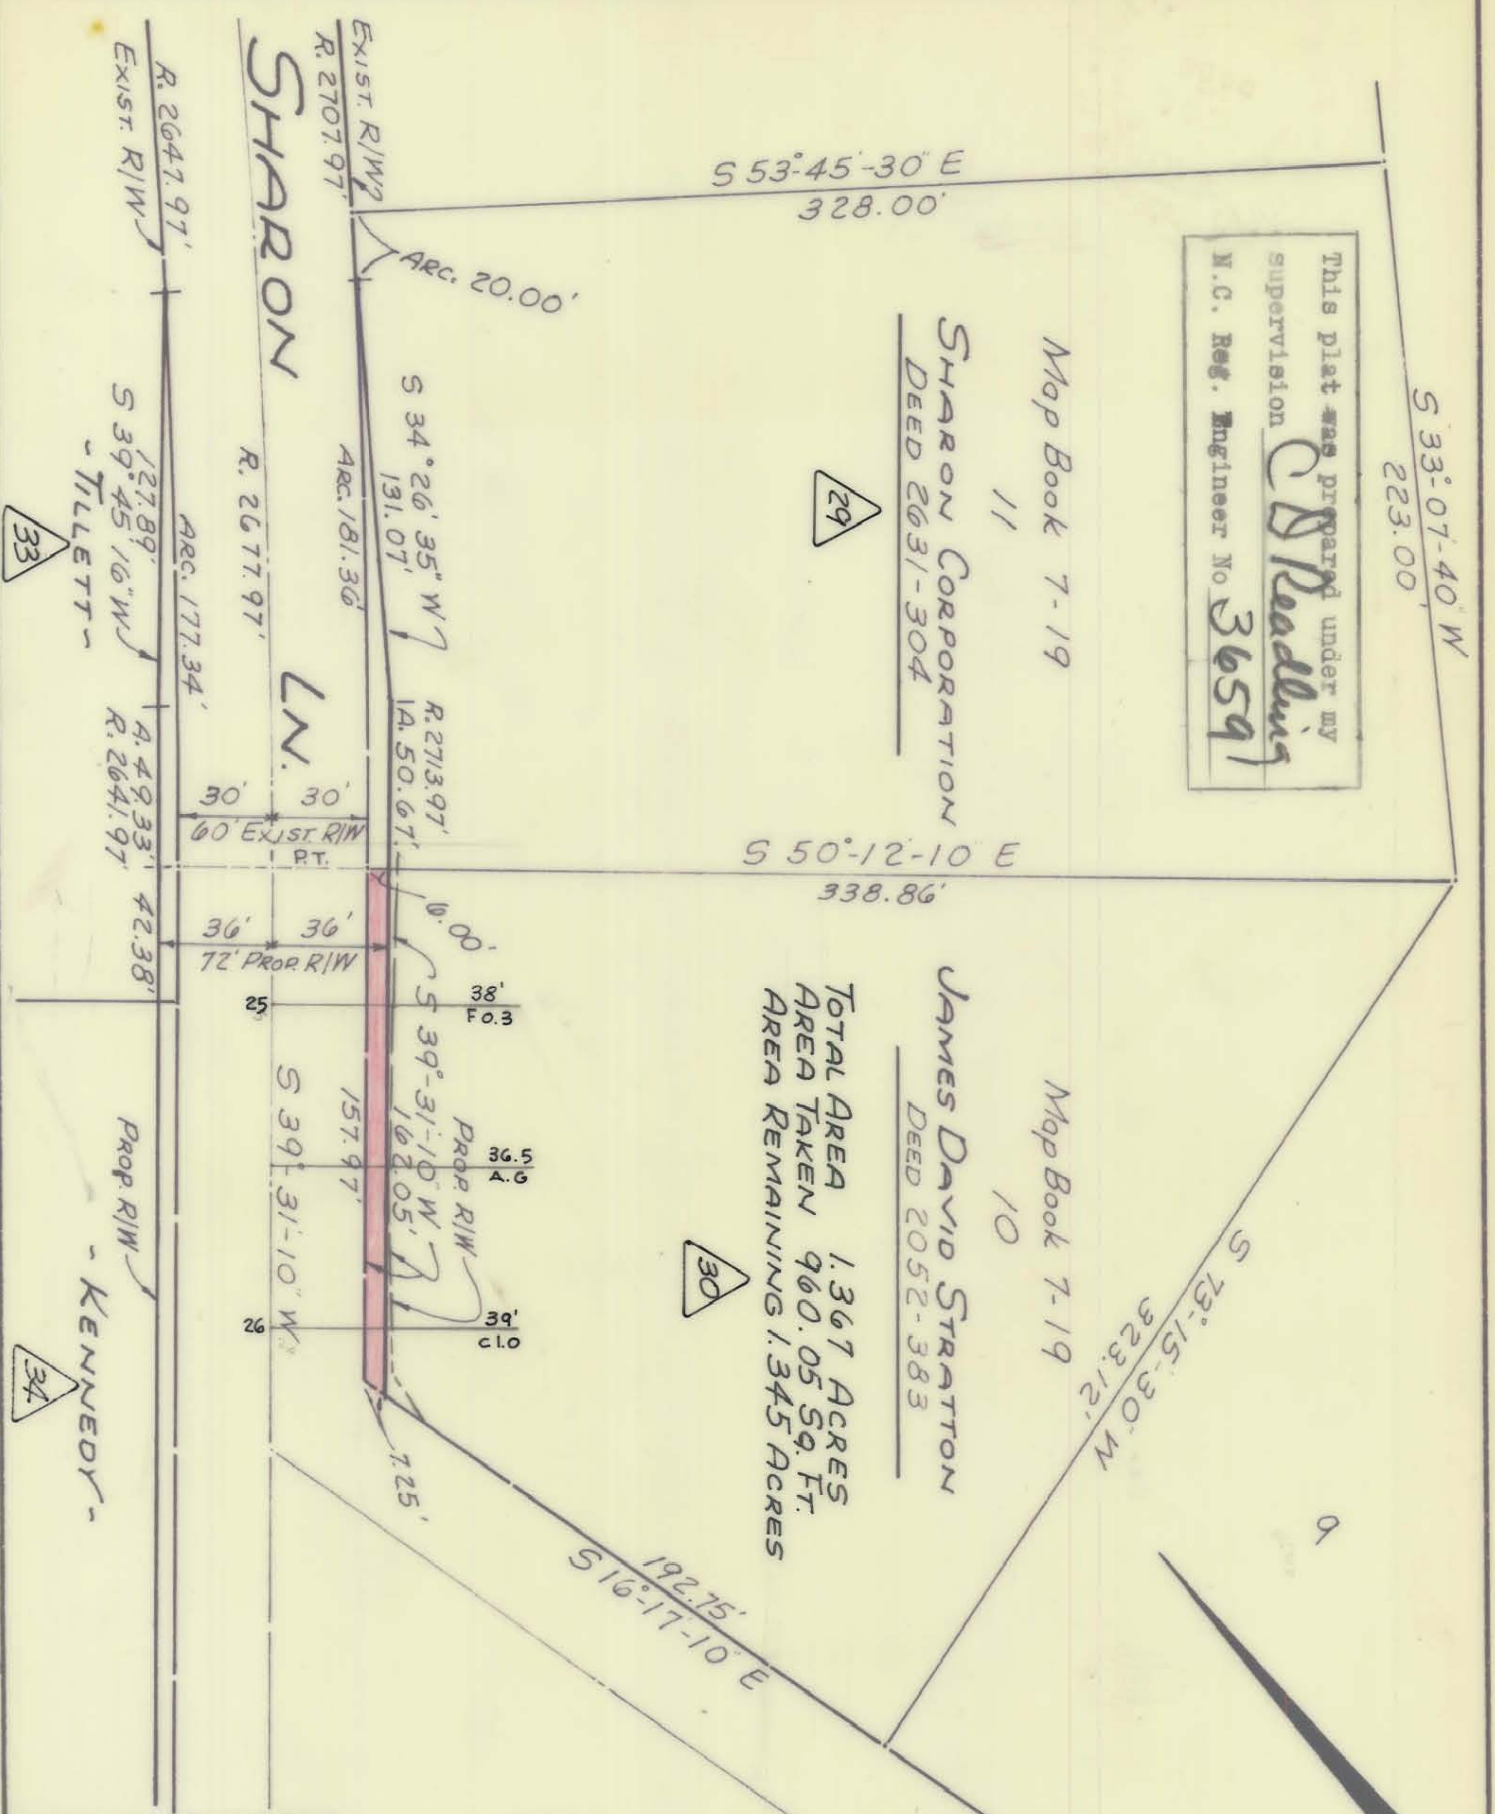 S 33°-07'-40" W
223.00'
This plat was prepared under my
supervision C D Readling
N.C. Reg. Engineer No 3659
S 53°-45'-30" E
328.00'
Map Book 7-19
11
SHARON CORPORATION
DEED 2631-304
29
S 50°-12'-10 E
338.86'
Map Book 7-19
10
JAMES DAVID STRATTON
DEED 2052-383
TOTAL AREA 1.367 ACRES
AREA TAKEN 960.05 SQ. FT.
AREA REMAINING 1.345 ACRES
30
S 73°-15'-30" W
323.12'
9
192.75'
S 16°-17'-10" E
EXIST. R/W
R. 2707.97'
ARC. 20.00'
S 34° 26' 35" W
131.07'
ARC. 181.36'
R. 2713.97'
A. 50.67'
6.00'
S 39°-31'-10" W
162.05'
PROP. R/W
157.97'
7.25'
38'
F 0.3
36.5
A.G
39'
C 1.0
SHARON LN.
R. 2677.97'
30'
30'
60' EXIST. R/W
P.T.
36'
36'
72' PROP. R/W
25
26
S 39°-31'-10" W
R. 2647.97'
EXIST. R/W
ARC. 177.34'
127.89'
S 39° 45' 16" W
A. 49.33'
R. 2641.97'
42.38'
PROP. R/W
- TILLETT -
33
- KENNEDY -
34